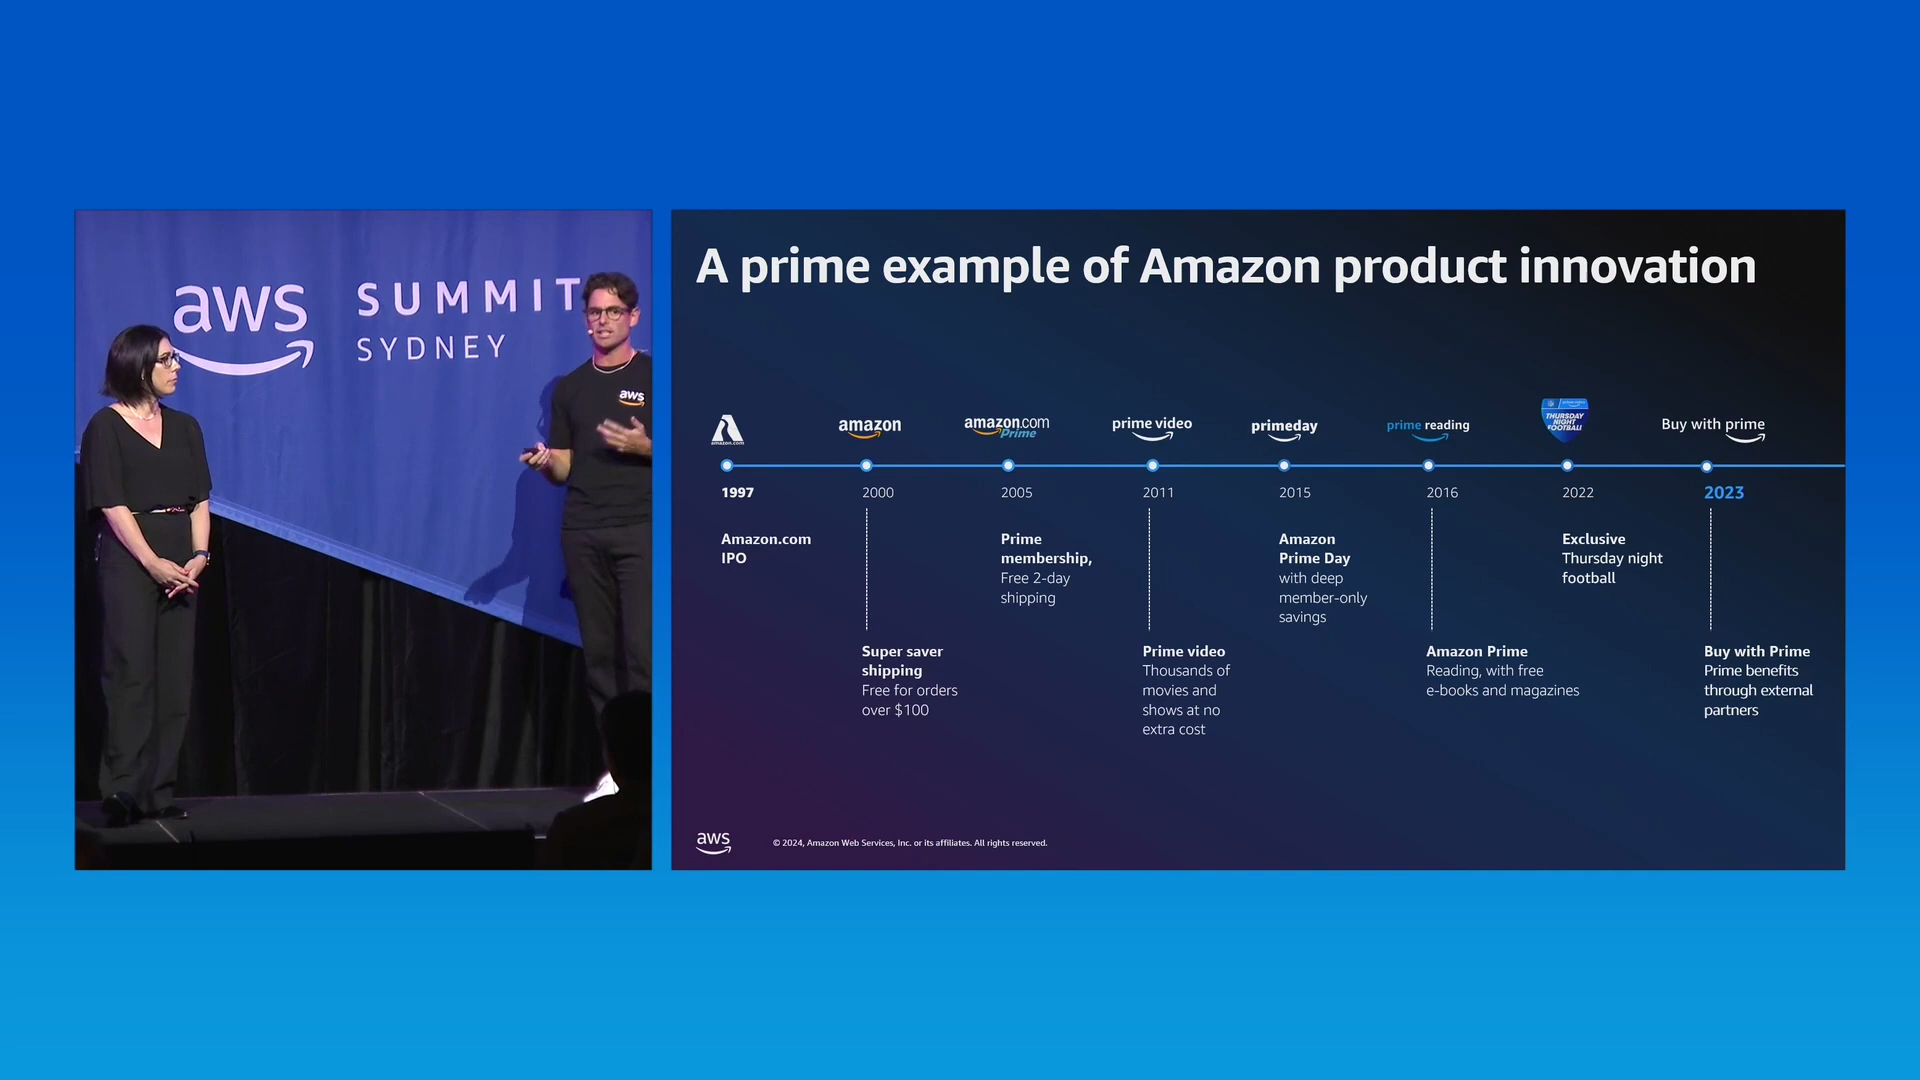 aws SUMMIT
SYDNEY
aws
A prime example of Amazon product innovation
amazon.com
amazon
amazon.com
Prime
prime video
primeday
prime reading
THURSDAY
NIGHT
FOOTBALL
Buy with prime
1997
2000
2005
2011
2015
2016
2022
2023
Amazon.com
IPO
Super saver
shipping
Free for orders
over $100
Prime
membership,
Free 2-day
shipping
Prime video
Thousands of
movies and
shows at no
extra cost
Amazon
Prime Day
with deep
member-only
savings
Amazon Prime
Reading, with free
e-books and magazines
Exclusive
Thursday night
football
Buy with Prime
Prime benefits
through external
partners
aws
© 2024, Amazon Web Services, Inc. or its affiliates. All rights reserved.